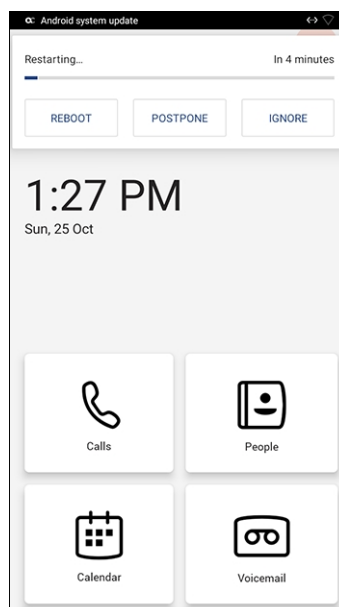 Android system update
Restarting... In 4 minutes
REBOOT POSTPONE IGNORE
1:27 PM
Sun, 25 Oct
Calls People
Calendar Voicemail